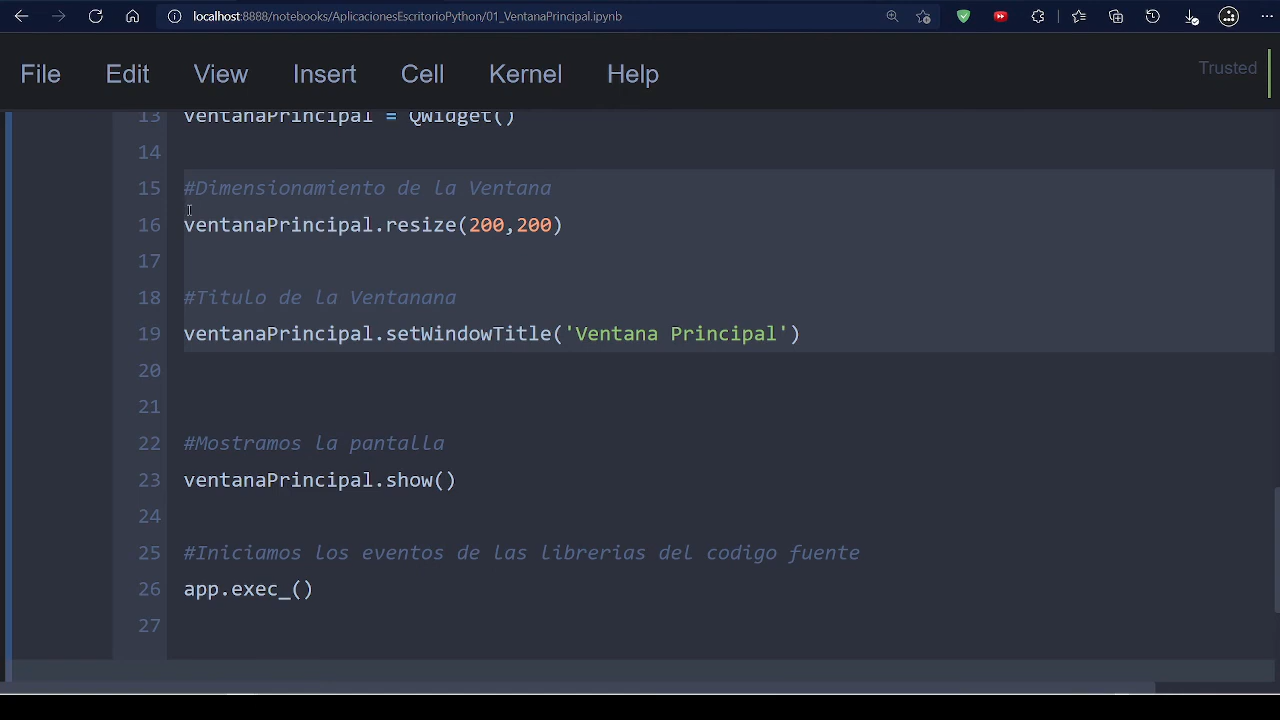 localhost:8888/notebooks/AplicacionesEscritorioPython/01_VentanaPrincipal.ipynb
File Edit View Insert Cell Kernel Help Trusted
13 ventanaPrincipal = QWidget()
14
15 #Dimensionamiento de la Ventana
16 ventanaPrincipal.resize(200,200)
17
18 #Titulo de la Ventanana
19 ventanaPrincipal.setWindowTitle('Ventana Principal')
20
21
22 #Mostramos la pantalla
23 ventanaPrincipal.show()
24
25 #Iniciamos los eventos de las librerias del codigo fuente
26 app.exec_()
27